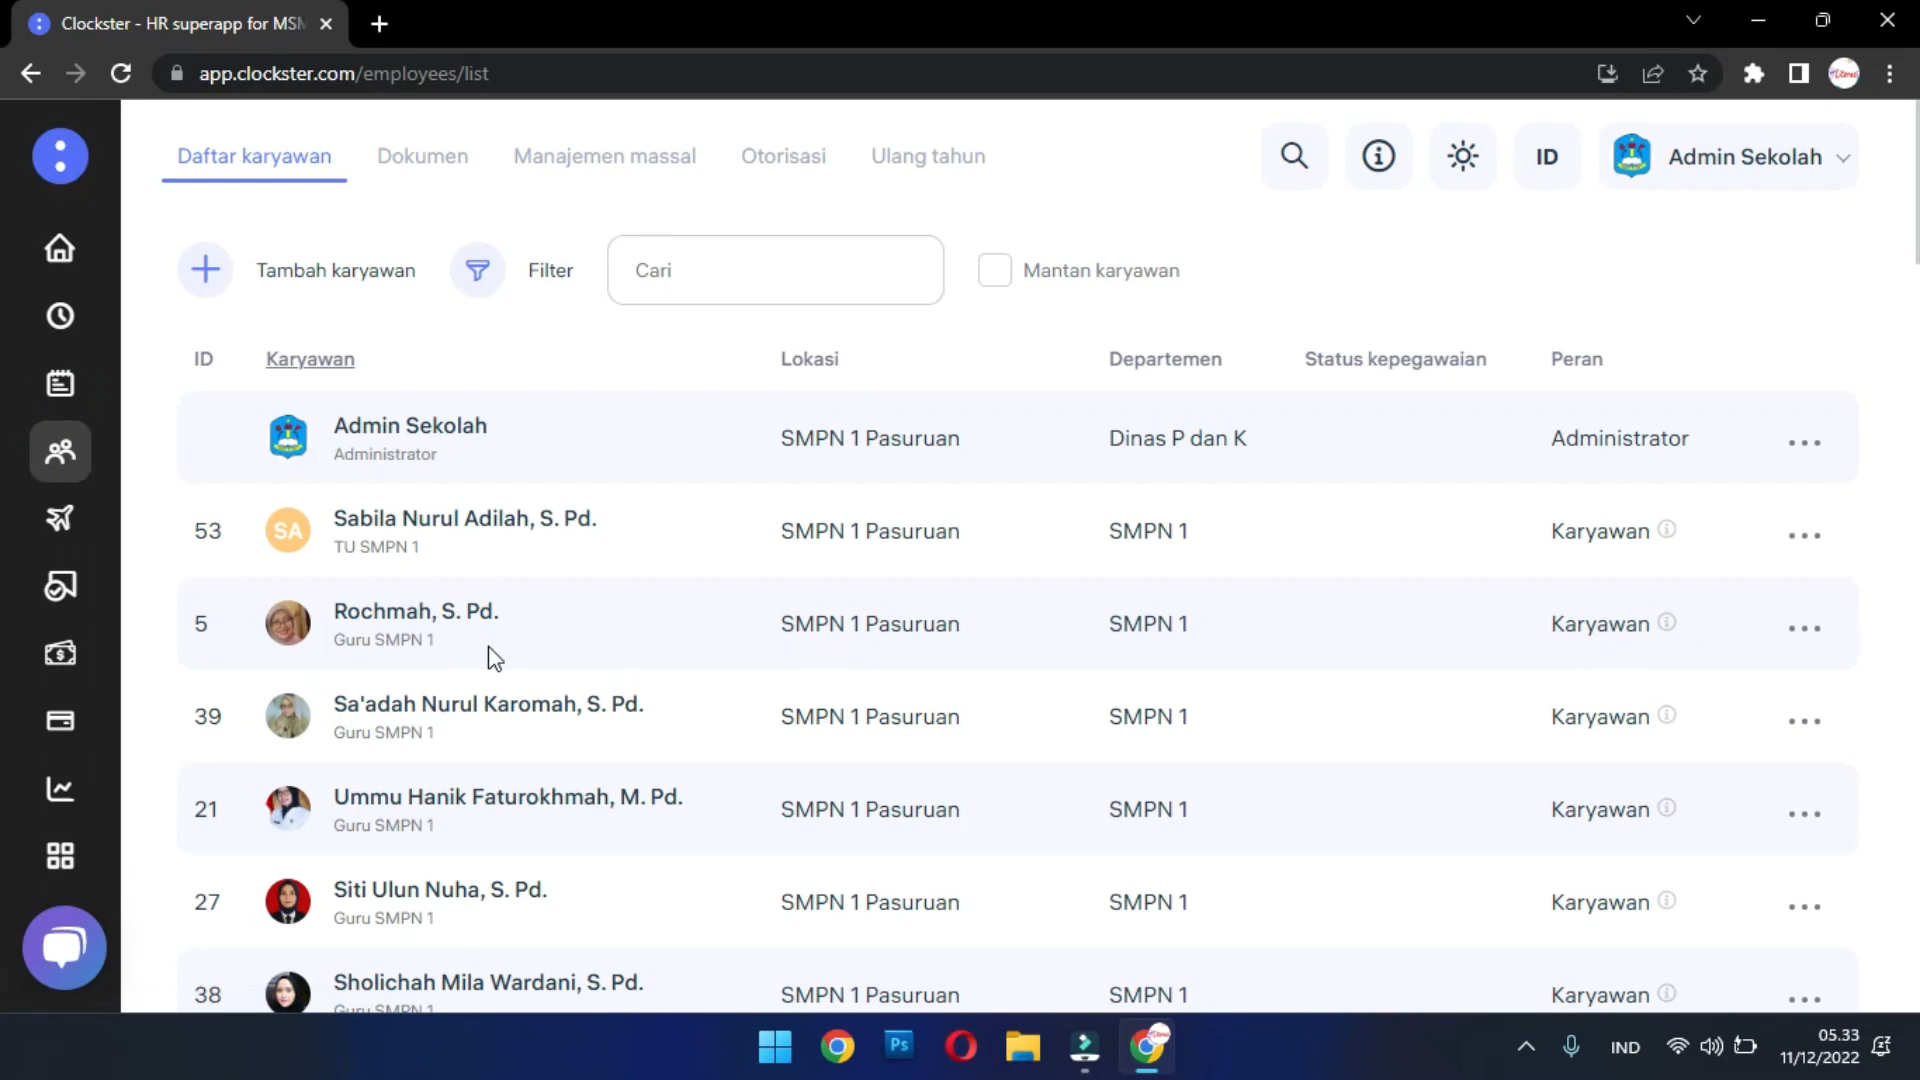 Clockster - HR superapp for MSM
app.clockster.com/employees/list
Daftar karyawan
Dokumen
Manajemen massal
Otorisasi
Ulang tahun
ID
Admin Sekolah
Tambah karyawan
Filter
Cari
Mantan karyawan
ID Karyawan Lokasi Departemen Status kepegawaian Peran
Admin Sekolah
Administrator
SMPN 1 Pasuruan
Dinas P dan K
Administrator
53
SA
Sabila Nurul Adilah, S. Pd.
TU SMPN 1
SMPN 1 Pasuruan
SMPN 1
Karyawan
5
Rochmah, S. Pd.
Guru SMPN 1
SMPN 1 Pasuruan
SMPN 1
Karyawan
39
Sa'adah Nurul Karomah, S. Pd.
Guru SMPN 1
SMPN 1 Pasuruan
SMPN 1
Karyawan
21
Ummu Hanik Faturokhmah, M. Pd.
Guru SMPN 1
SMPN 1 Pasuruan
SMPN 1
Karyawan
27
Siti Ulun Nuha, S. Pd.
Guru SMPN 1
SMPN 1 Pasuruan
SMPN 1
Karyawan
38
Sholichah Mila Wardani, S. Pd.
Guru SMPN 1
SMPN 1 Pasuruan
SMPN 1
Karyawan
Ps
IND
05.33
11/12/2022